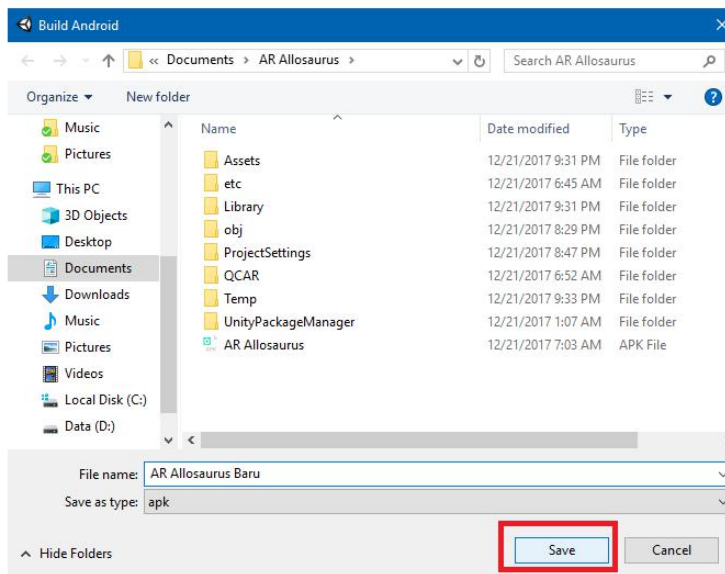 Build Android
« Documents > AR Allosaurus >
Search AR Allosaurus
Organize
New folder
Music
Pictures
This PC
3D Objects
Desktop
Documents
Downloads
Music
Pictures
Videos
Local Disk (C:)
Data (D:)
Name Date modified Type
Assets 12/21/2017 9:31 PM File folder
etc 12/21/2017 6:45 AM File folder
Library 12/21/2017 9:31 PM File folder
obj 12/21/2017 8:29 PM File folder
ProjectSettings 12/21/2017 8:47 PM File folder
QCAR 12/21/2017 6:52 AM File folder
Temp 12/21/2017 9:33 PM File folder
UnityPackageManager 12/21/2017 1:07 AM File folder
AR Allosaurus 12/21/2017 7:03 AM APK File
File name: AR Allosaurus Baru
Save as type: apk
Hide Folders
Save
Cancel